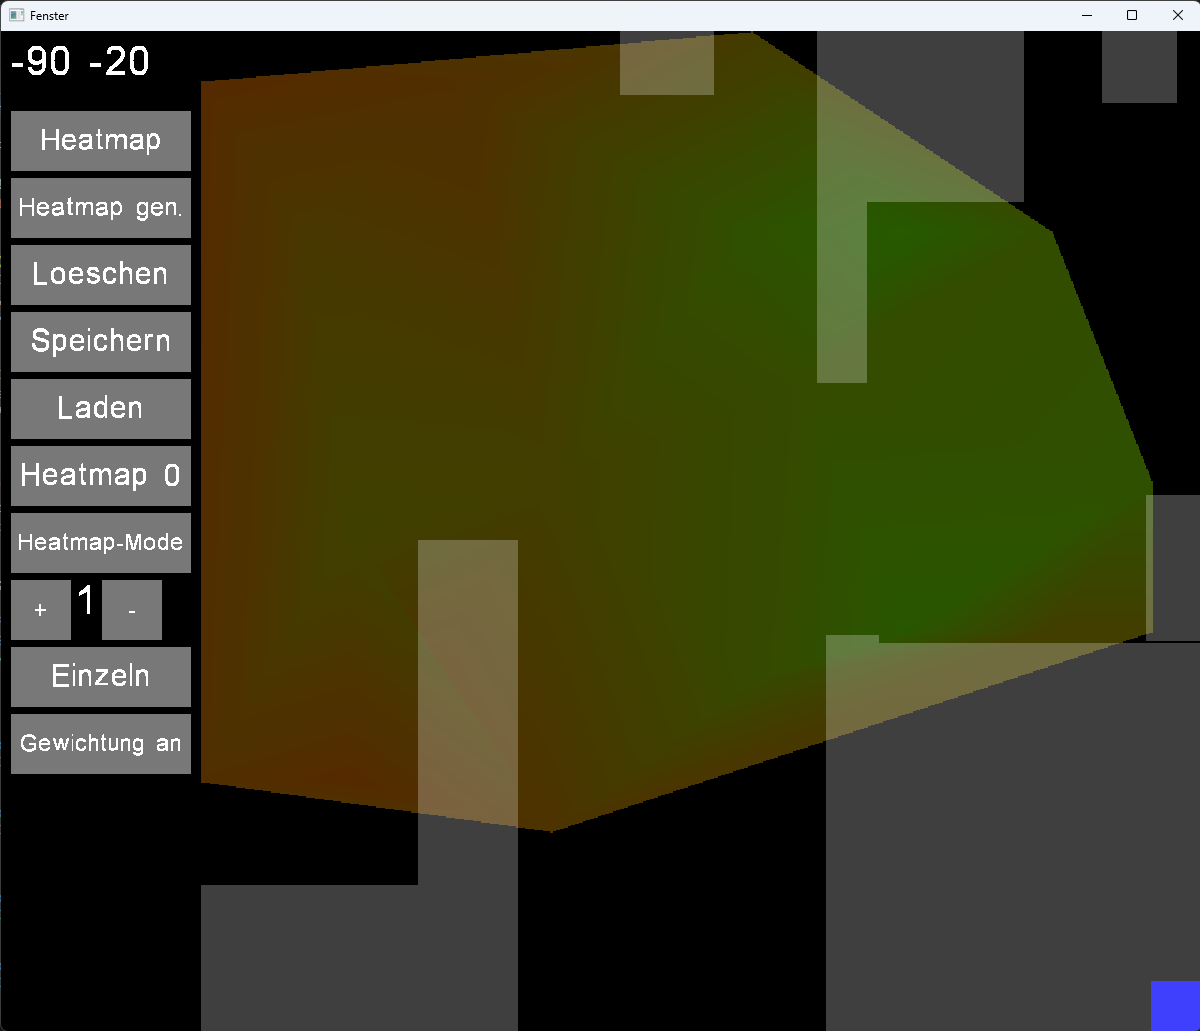 Fenster
-90 -20
Heatmap
Heatmap gen.
Loeschen
Speichern
Laden
Heatmap 0
Heatmap-Mode
+ 1 -
Einzeln
Gewichtung an